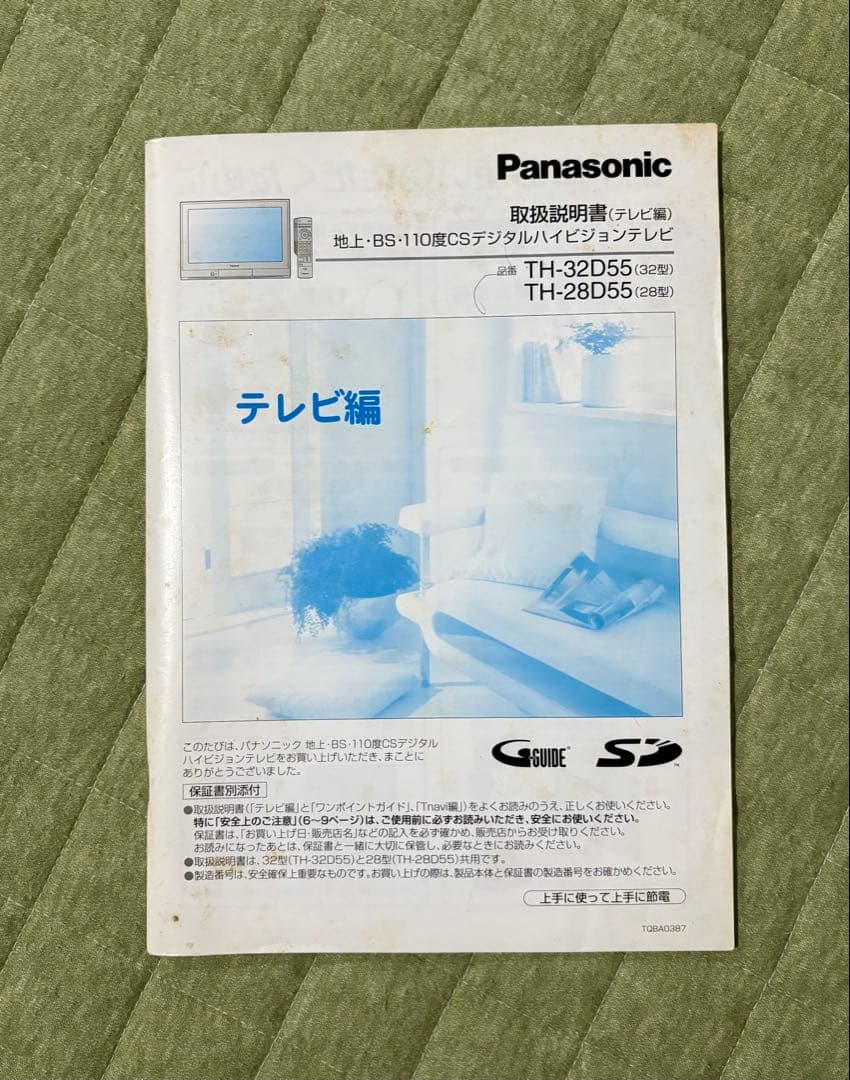 Panasonic
取扱説明書(テレビ編)
地上・BS・110度CSデジタルハイビジョンテレビ
品番 TH-32D55(32型)
TH-28D55(28型)
テレビ編
このたびは、パナソニック 地上・BS・110度CSデジタル
ハイビジョンテレビをお買い上げいただき、まことに
ありがとうございました。
G-GUIDE
SD
保証書別添付
●取扱説明書(「テレビ編」と「ワンポイントガイド」、「Tnavi編」)をよくお読みのうえ、正しくお使いください。
特に「安全上のご注意」(6〜9ページ)は、ご使用前に必ずお読みいただき、安全にお使いください。
保証書は、「お買い上げ日・販売店名」などの記入を必ず確かめ、販売店からお受け取りください。
お読みになったあとは、保証書と一緒に大切に保管し、必要なときにお読みください。
●取扱説明書は、32型(TH-32D55)と28型(TH-28D55)共用です。
●製造番号は、安全確保上重要なものです。お買い上げの際は、製品本体と保証書の製造番号をお確かめください。
上手に使って上手に節電
TQBA0387